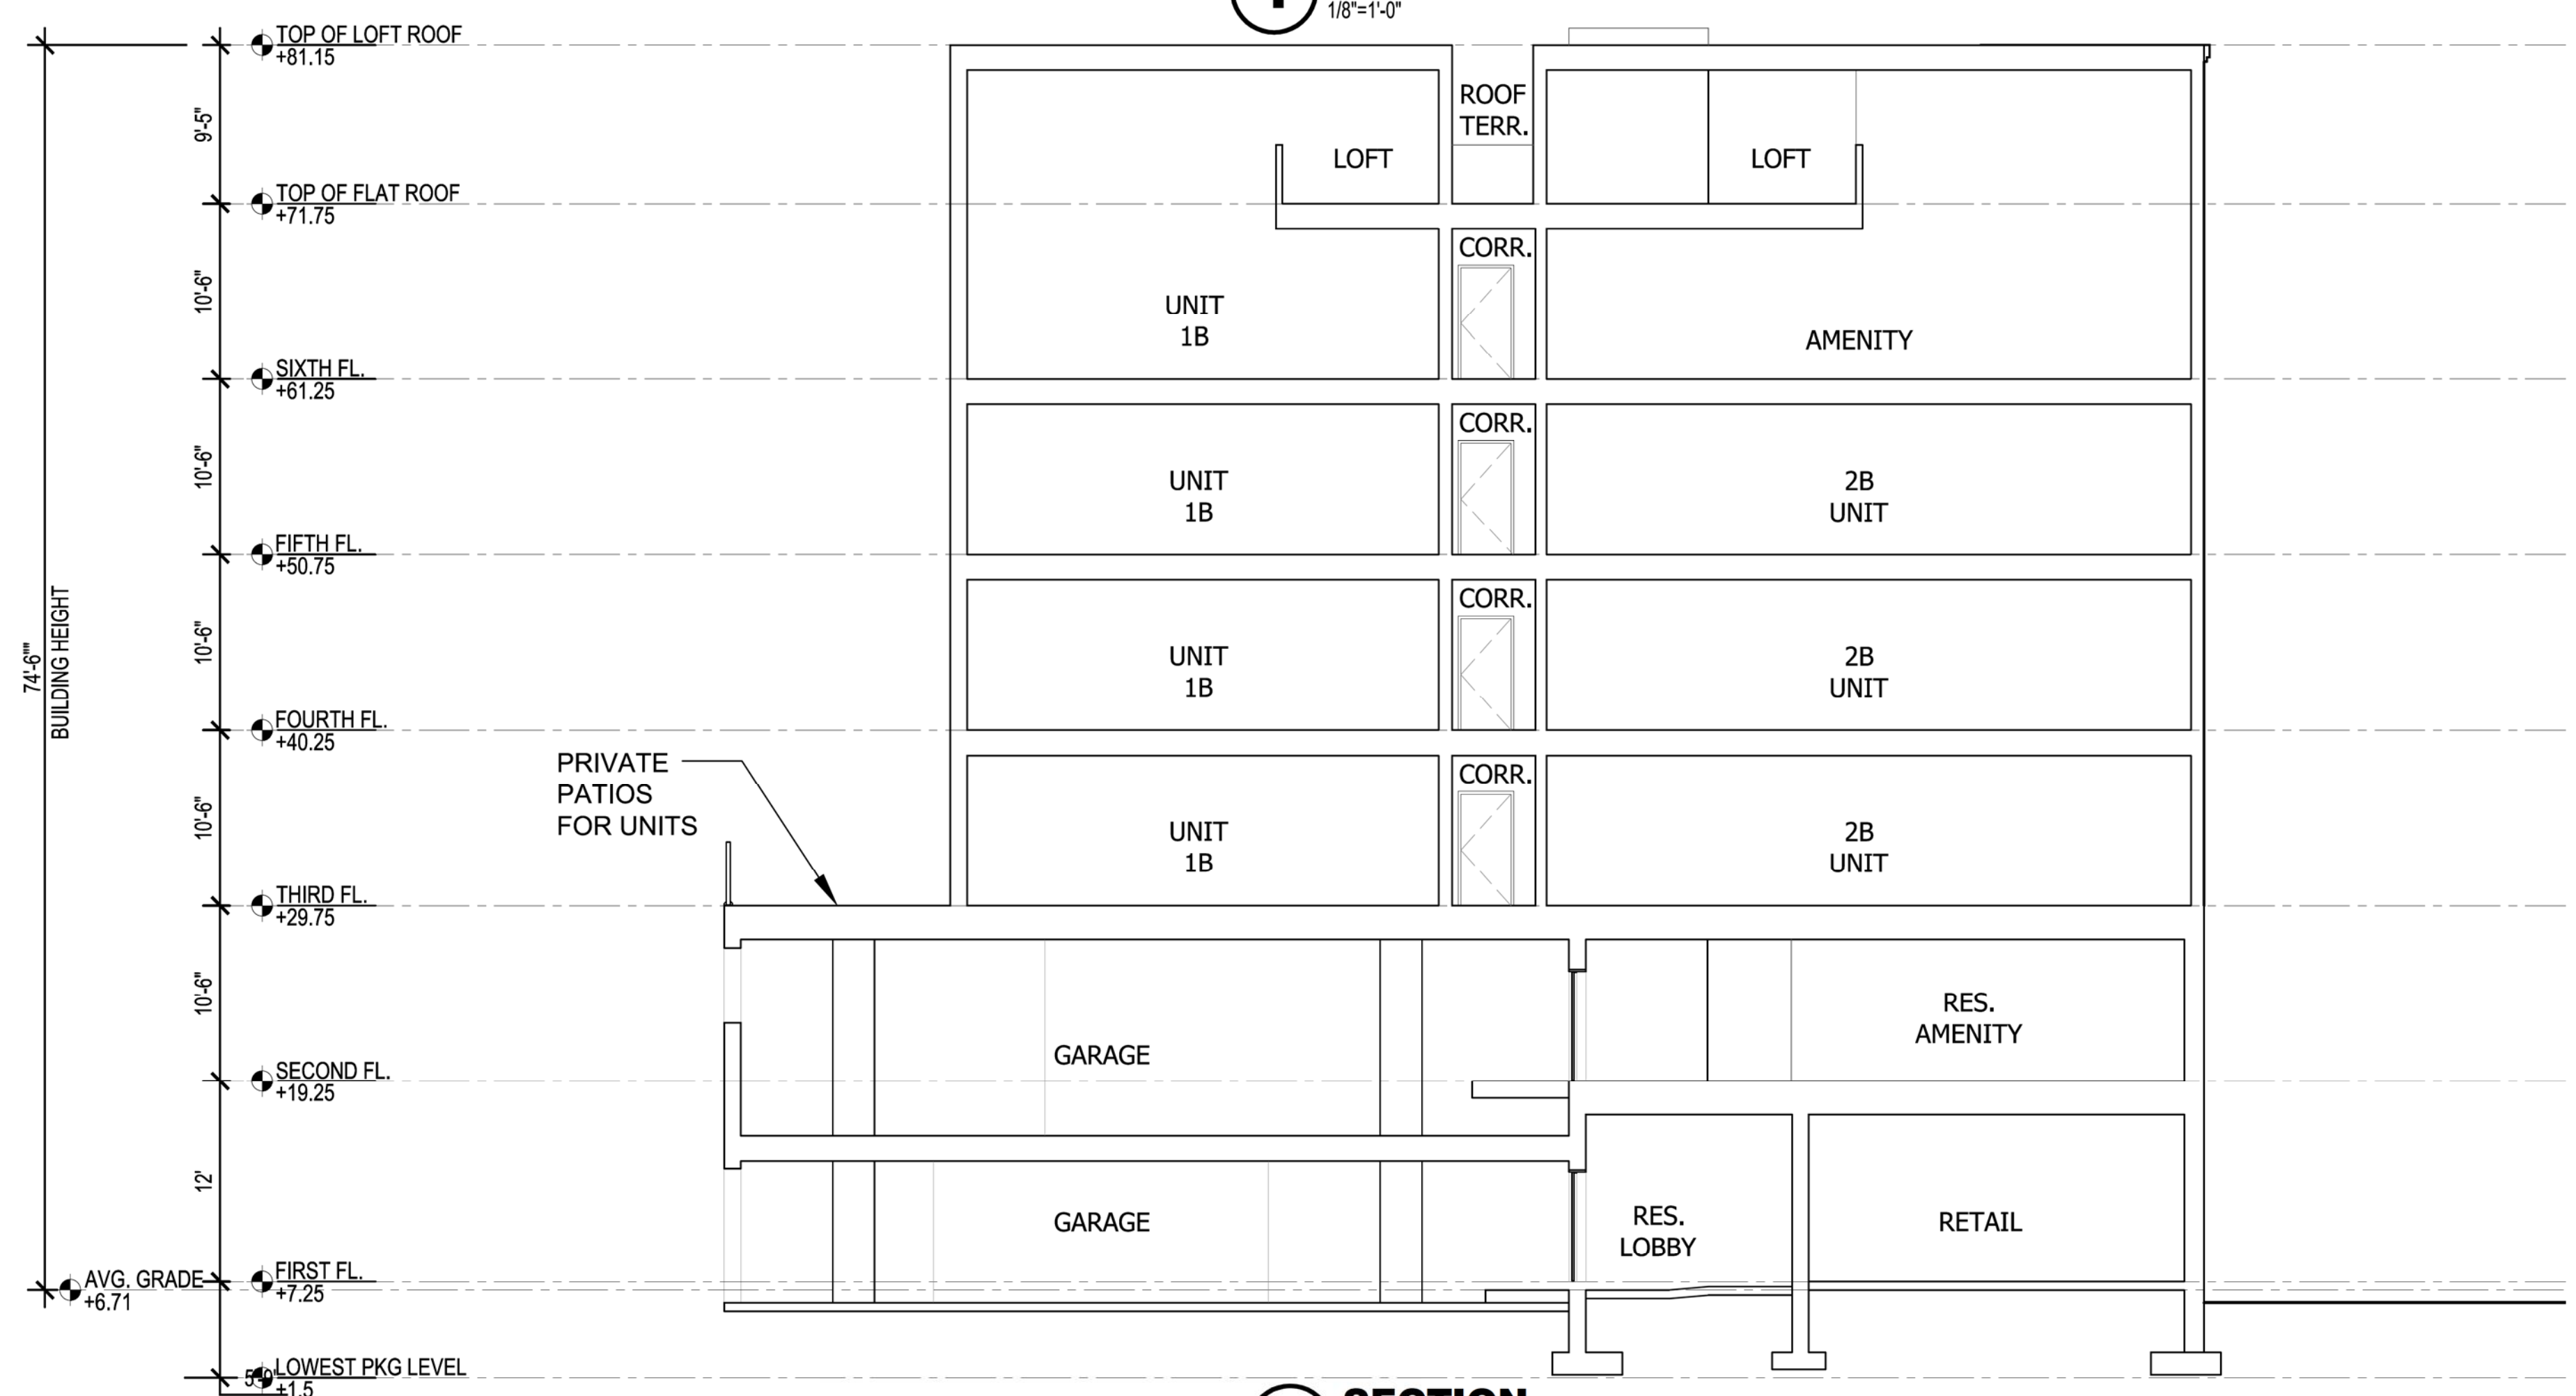 1/8"=1'-0"
TOP OF LOFT ROOF
+81.15
9'-5"
ROOF
TERR.
LOFT
LOFT
TOP OF FLAT ROOF
+71.75
10'-6"
CORR.
UNIT
1B
AMENITY
SIXTH FL.
+61.25
10'-6"
CORR.
UNIT
1B
2B
UNIT
FIFTH FL.
+50.75
74'-6""
BUILDING HEIGHT
10'-6"
CORR.
UNIT
1B
2B
UNIT
FOURTH FL.
+40.25
PRIVATE
PATIOS
FOR UNITS
10'-6"
CORR.
UNIT
1B
2B
UNIT
THIRD FL.
+29.75
10'-6"
GARAGE
RES.
AMENITY
SECOND FL.
+19.25
12'
GARAGE
RES.
LOBBY
RETAIL
AVG. GRADE
+6.71
FIRST FL.
+7.25
LOWEST PKG LEVEL
+1.5
SECTION